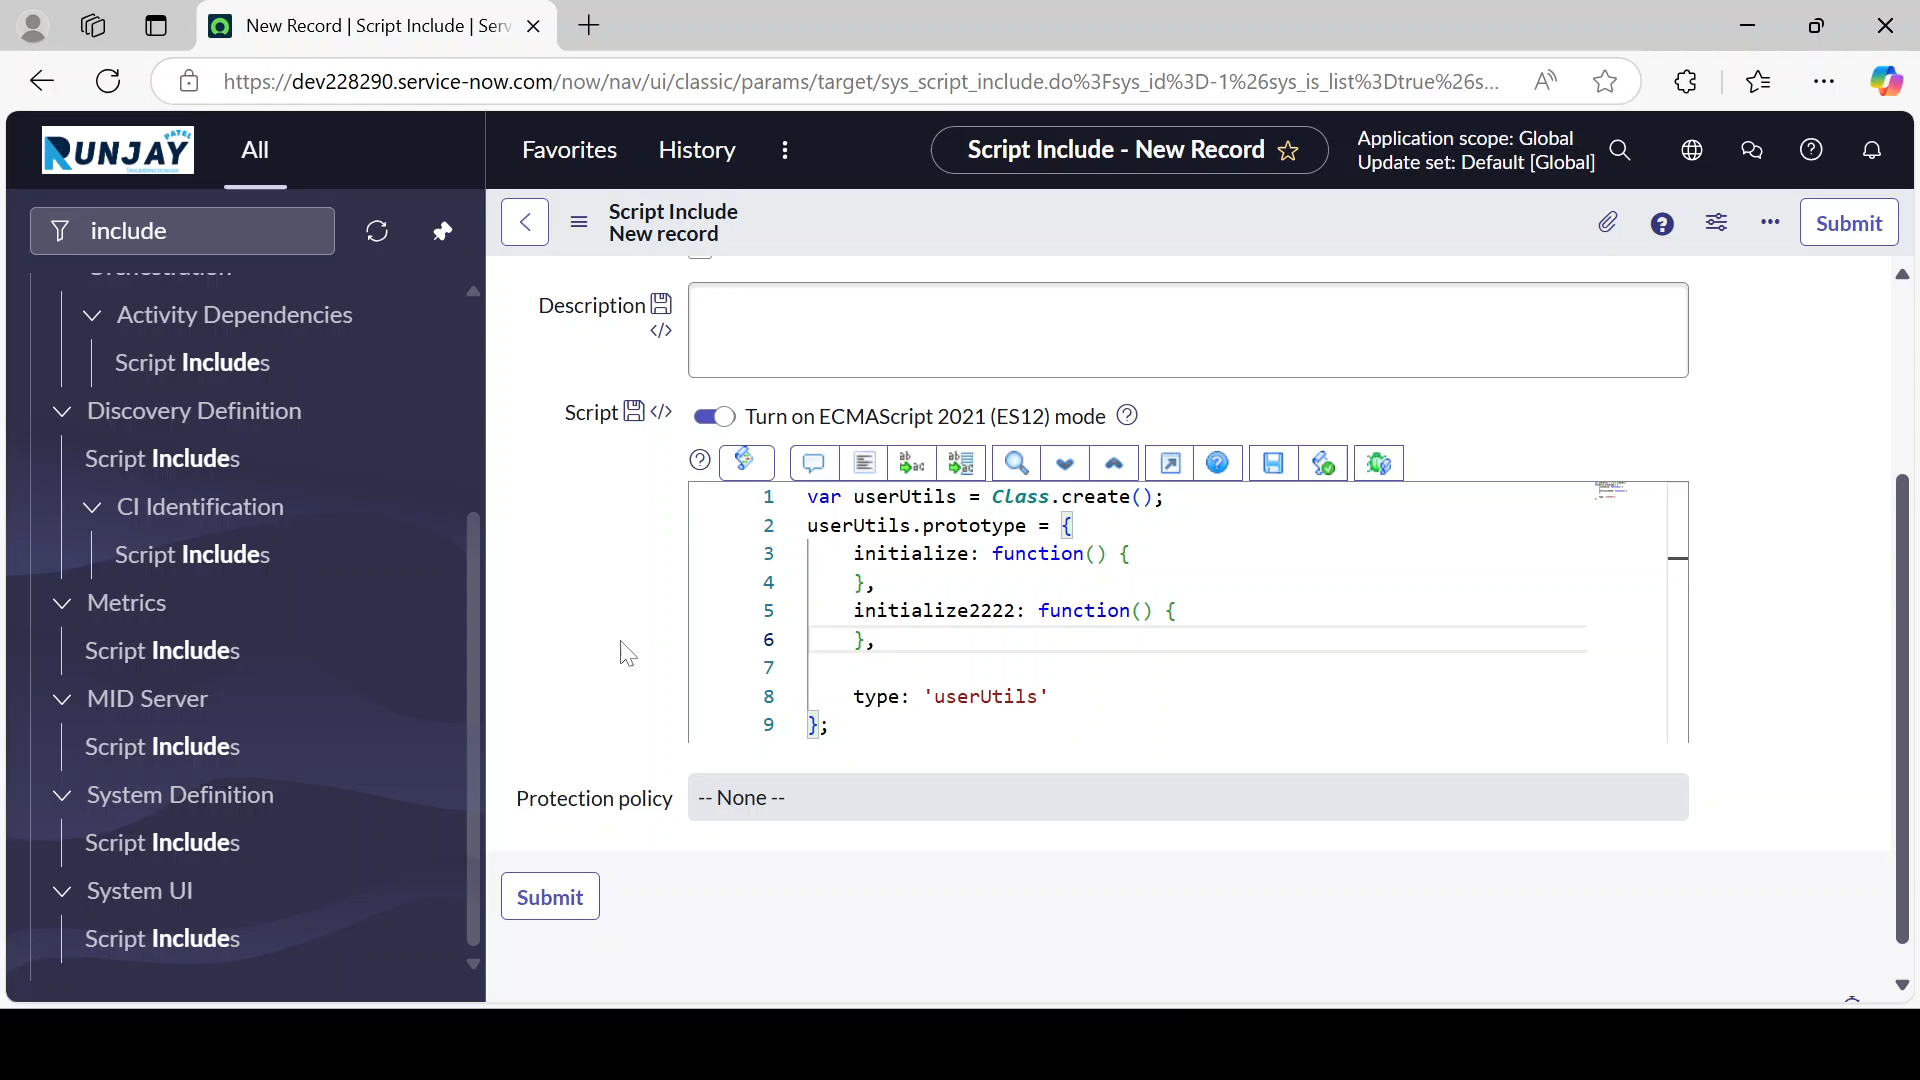 New Record | Script Include | Serv
https://dev228290.service-now.com/now/nav/ui/classic/params/target/sys_script_include.do%3Fsys_id%3D-1%26sys_is_list%3Dtrue%26s...
RUNJAY PATEL
All
Favorites
History
Script Include - New Record
Application scope: Global
Update set: Default [Global]
include
Activity Dependencies
Script Includes
Discovery Definition
Script Includes
CI Identification
Script Includes
Metrics
Script Includes
MID Server
Script Includes
System Definition
Script Includes
System UI
Script Includes
Script Include
New record
Submit
Description
Script
Turn on ECMAScript 2021 (ES12) mode
1 var userUtils = Class.create();
2 userUtils.prototype = {
3 initialize: function() {
4 },
5 initialize2222: function() {
6 },
7
8 type: 'userUtils'
9 };
Protection policy
-- None --
Submit